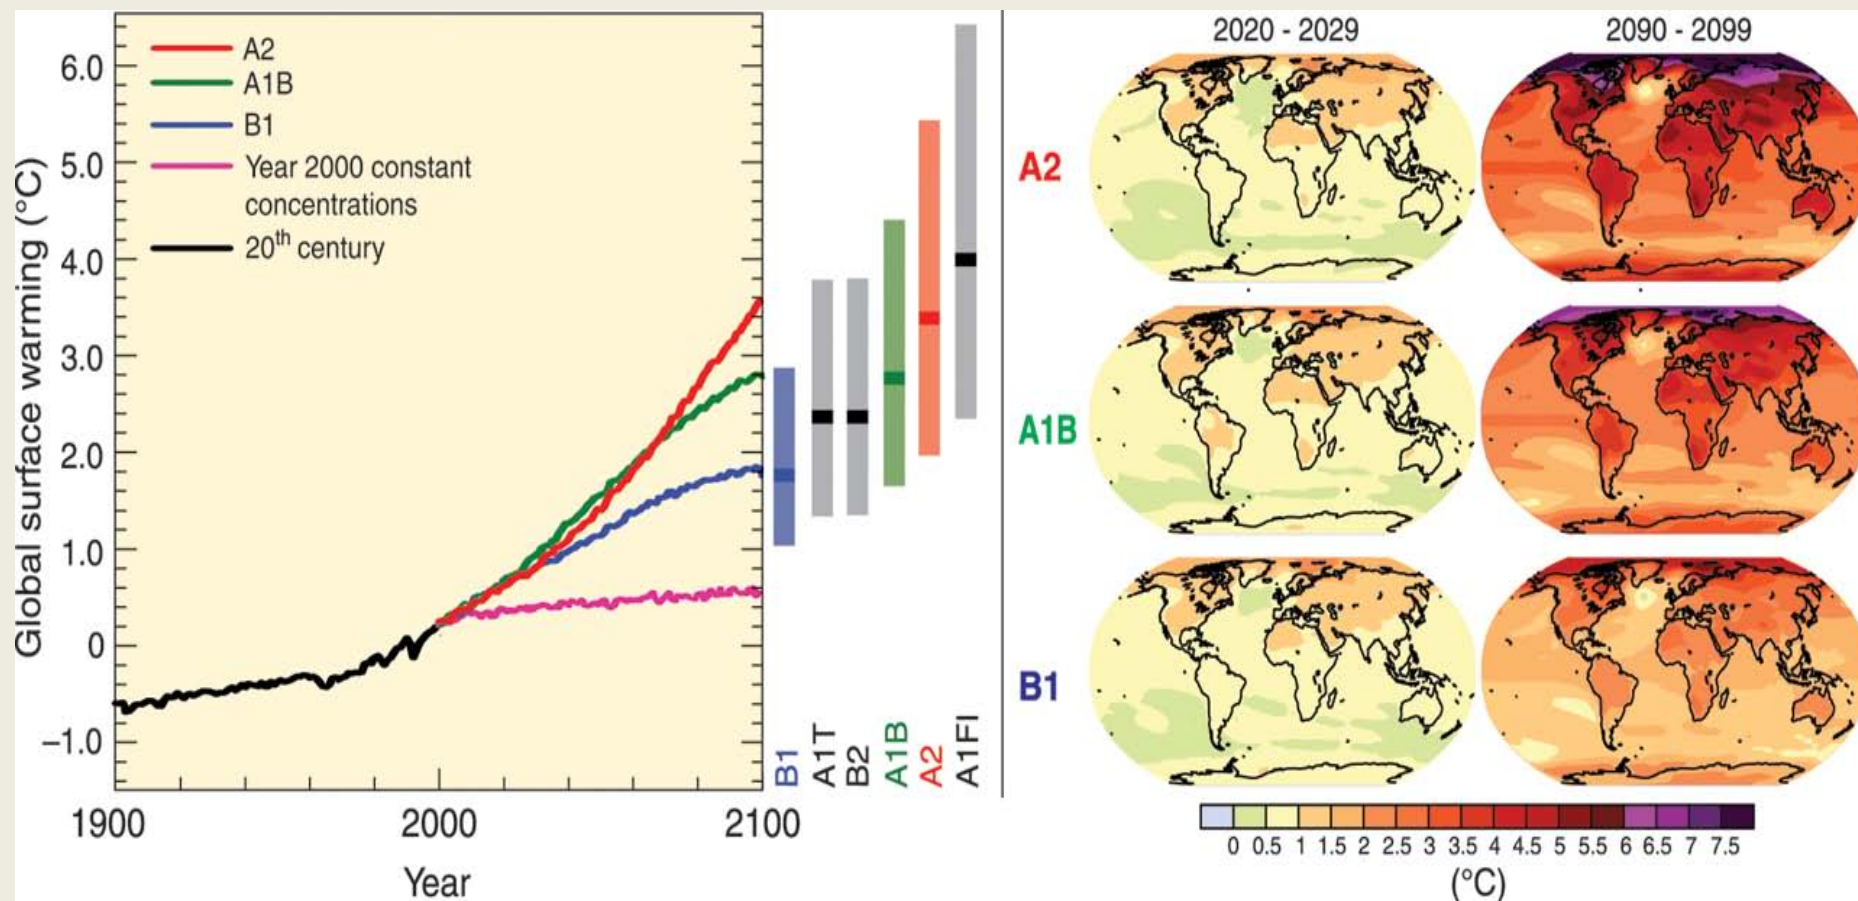 Global surface warming (°C)
6.0
5.0
4.0
3.0
2.0
1.0
0
−1.0
A2
A1B
B1
Year 2000 constant
concentrations
20th century
1900 2000 2100
Year
B1
A1T
B2
A1B
A2
A1FI
2020 - 2029 2090 - 2099
A2
A1B
B1
0 0.5 1 1.5 2 2.5 3 3.5 4 4.5 5 5.5 6 6.5 7 7.5
(°C)